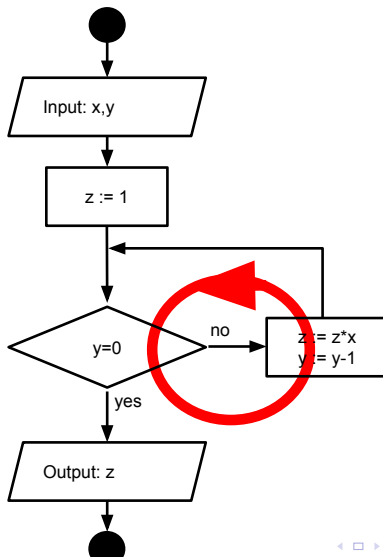 Input: x,y
z := 1
y=0
no
z := z*x
y := y-1
yes
Output: z